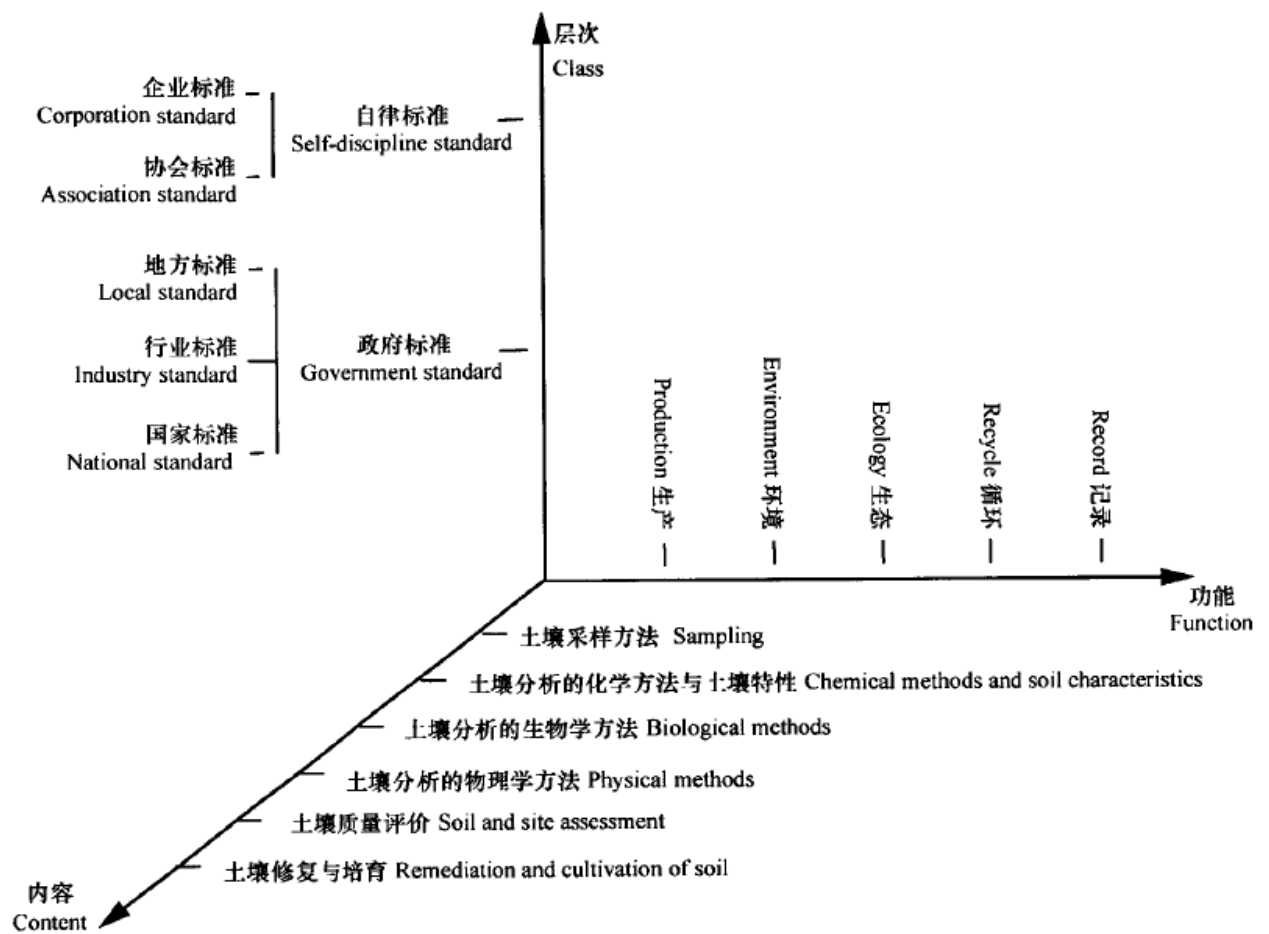 层次
Class
企业标准
Corporation standard
自律标准
Self-discipline standard
协会标准
Association standard
地方标准
Local standard
行业标准
Industry standard
政府标准
Government standard
国家标准
National standard
Production 生产
Environment 环境
Ecology 生态
Recycle 循环
Record 记录
功能
Function
土壤采样方法 Sampling
土壤分析的化学方法与土壤特性 Chemical methods and soil characteristics
土壤分析的生物学方法 Biological methods
土壤分析的物理学方法 Physical methods
土壤质量评价 Soil and site assessment
土壤修复与培育 Remediation and cultivation of soil
内容
Content